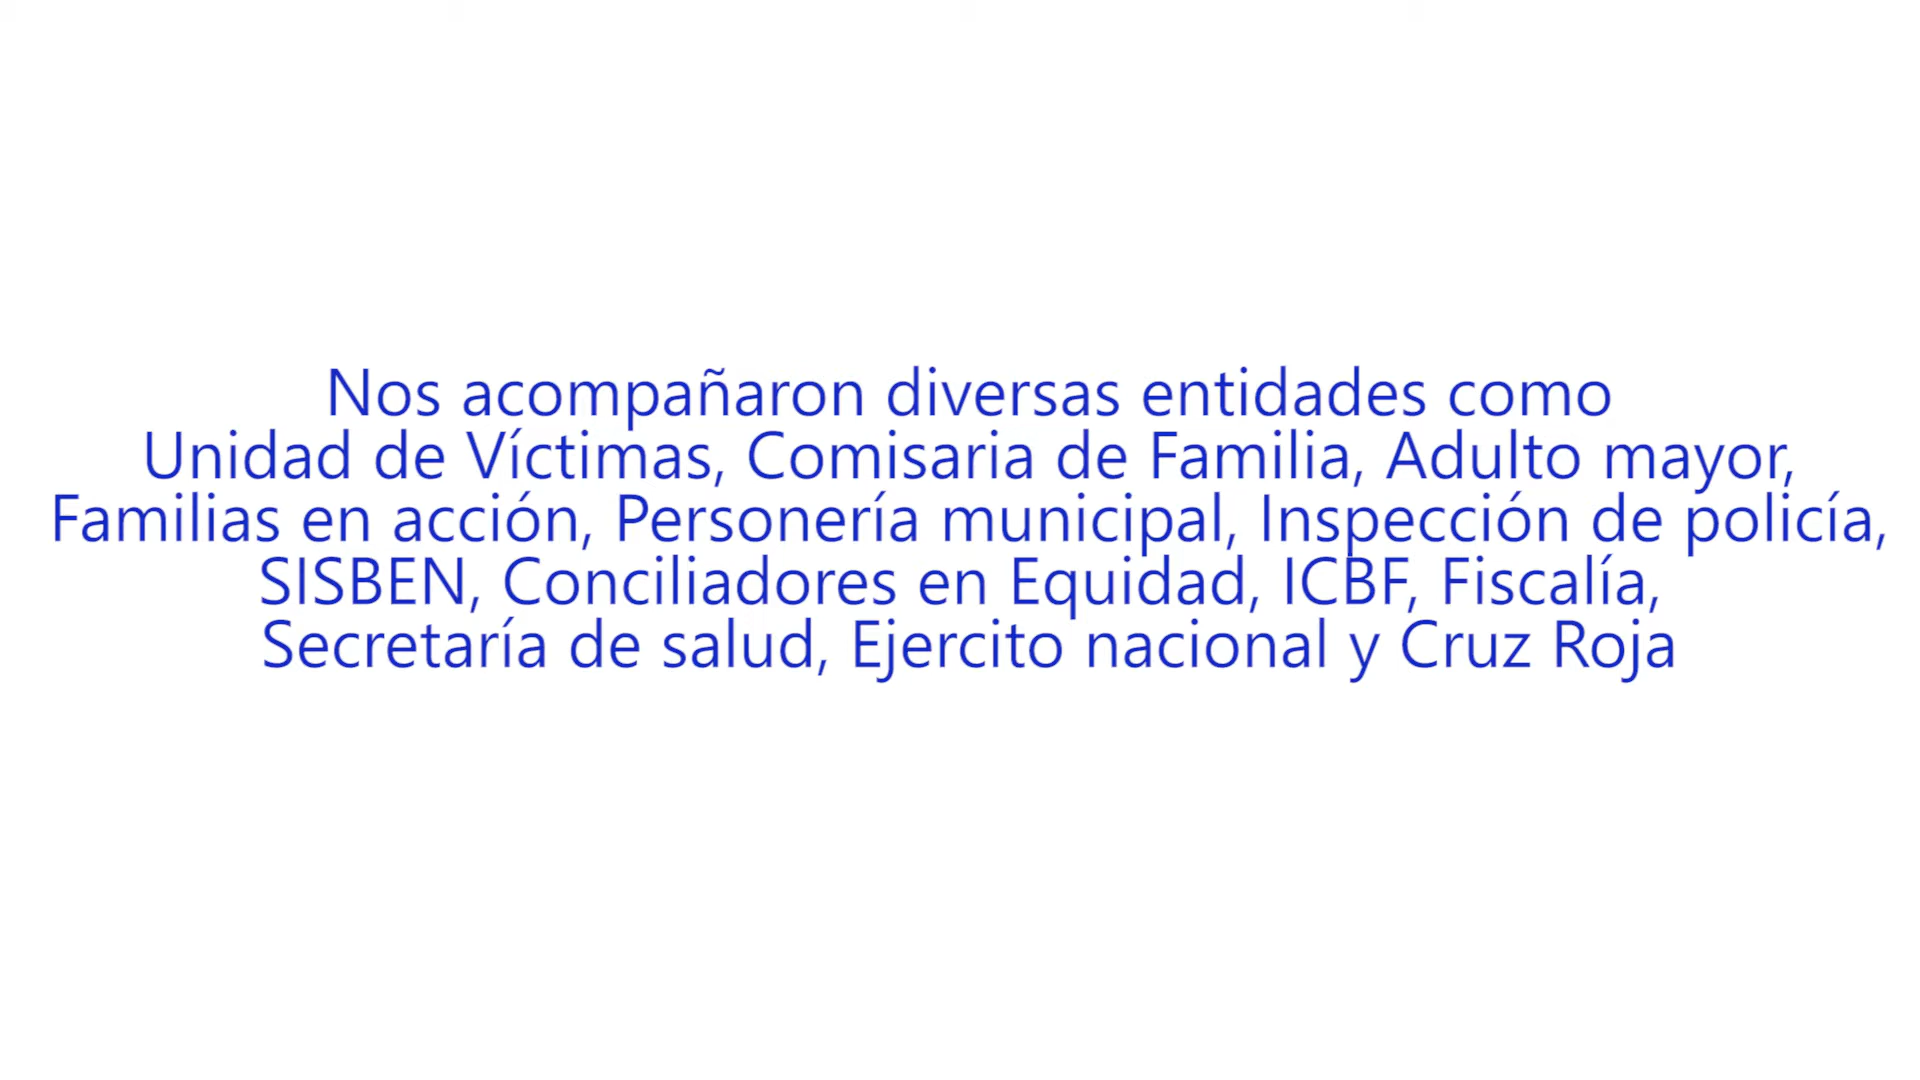 Nos acompañaron diversas entidades como
Unidad de Víctimas, Comisaria de Familia, Adulto mayor,
Familias en acción, Personería municipal, Inspección de policía,
SISBEN, Conciliadores en Equidad, ICBF, Fiscalía,
Secretaría de salud, Ejercito nacional y Cruz Roja